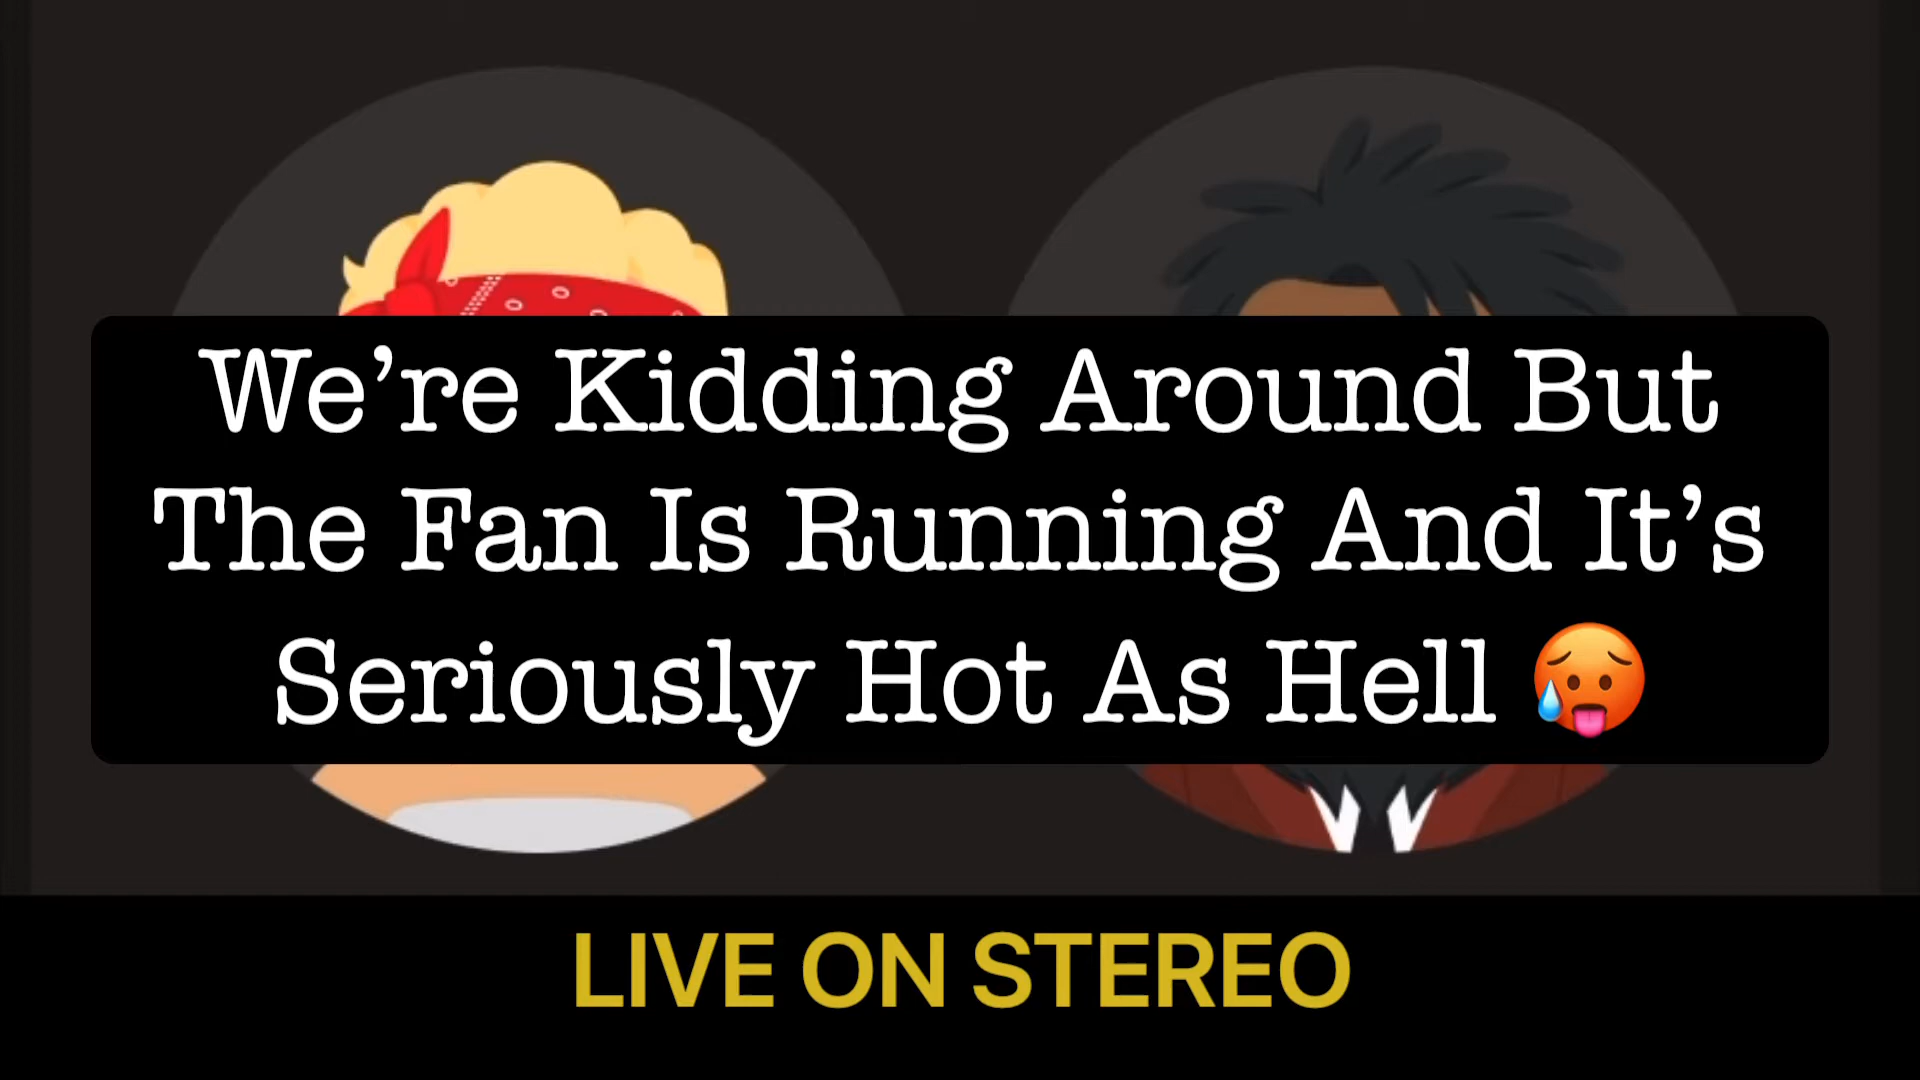 We’re Kidding Around But
The Fan Is Running And It’s
Seriously Hot As Hell 🥵
LIVE ON STEREO